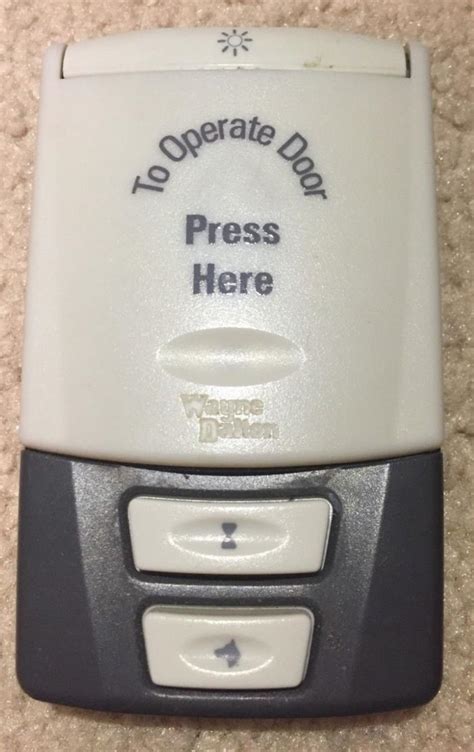 To Operate Door
Press
Here
Wayne
Dalton